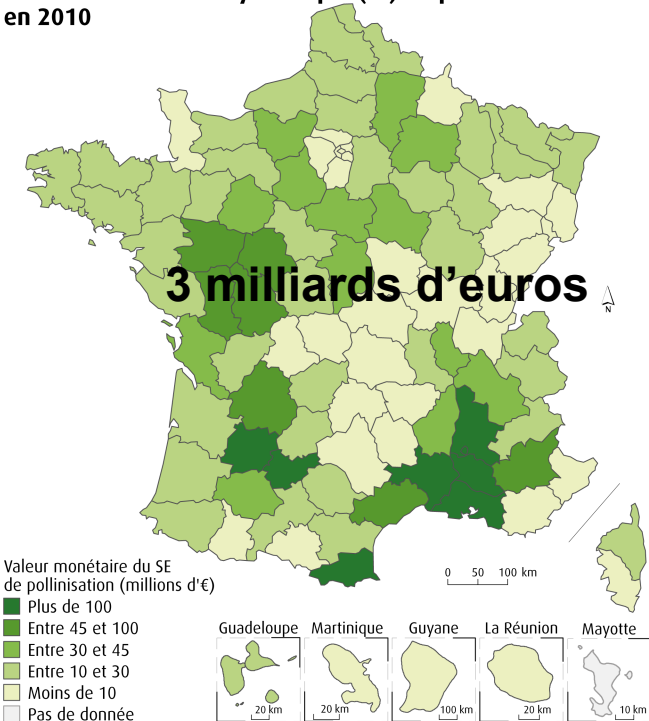 en 2010
3 milliards d’euros
N
Valeur monétaire du SE
de pollinisation (millions d'€)
Plus de 100
Entre 45 et 100
Entre 30 et 45
Entre 10 et 30
Moins de 10
Pas de donnée
0 50 100 km
Guadeloupe Martinique Guyane La Réunion Mayotte
20 km 20 km 100 km 20 km 10 km